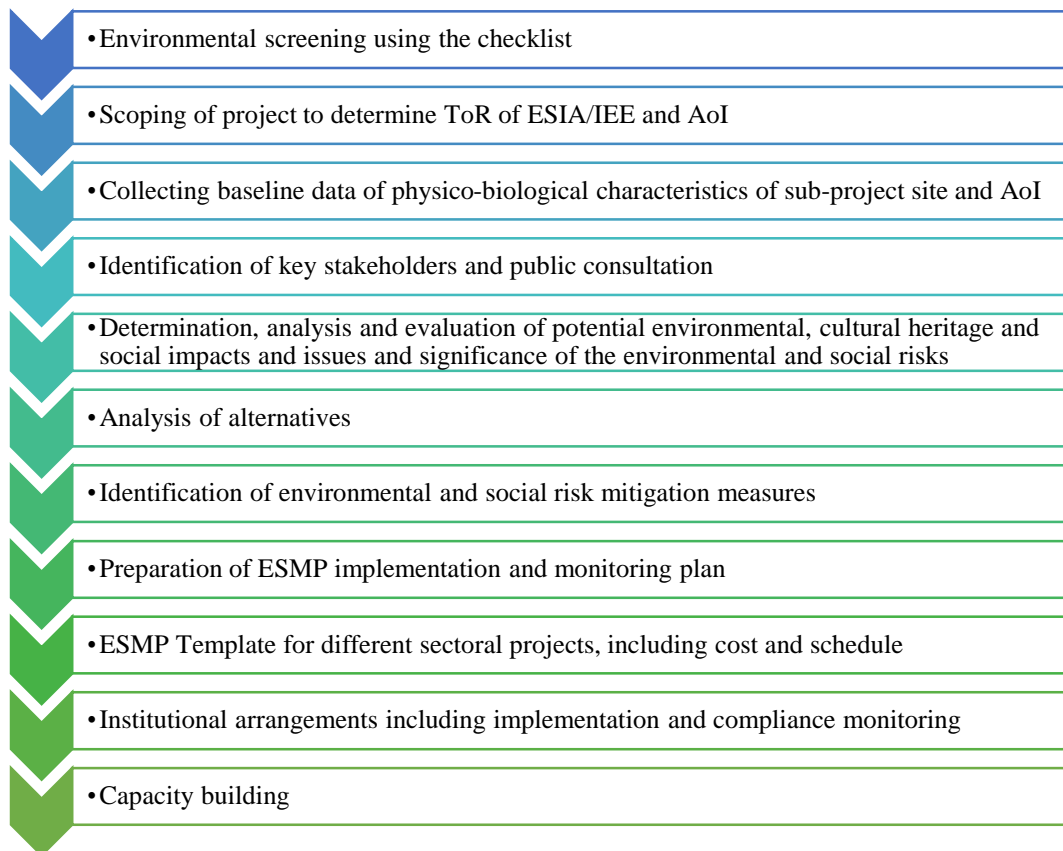 •Environmental screening using the checklist
•Scoping of project to determine ToR of ESIA/IEE and AoI
•Collecting baseline data of physico-biological characteristics of sub-project site and AoI
•Identification of key stakeholders and public consultation
•Determination, analysis and evaluation of potential environmental, cultural heritage and
social impacts and issues and significance of the environmental and social risks
•Analysis of alternatives
•Identification of environmental and social risk mitigation measures
•Preparation of ESMP implementation and monitoring plan
•ESMP Template for different sectoral projects, including cost and schedule
•Institutional arrangements including implementation and compliance monitoring
•Capacity building